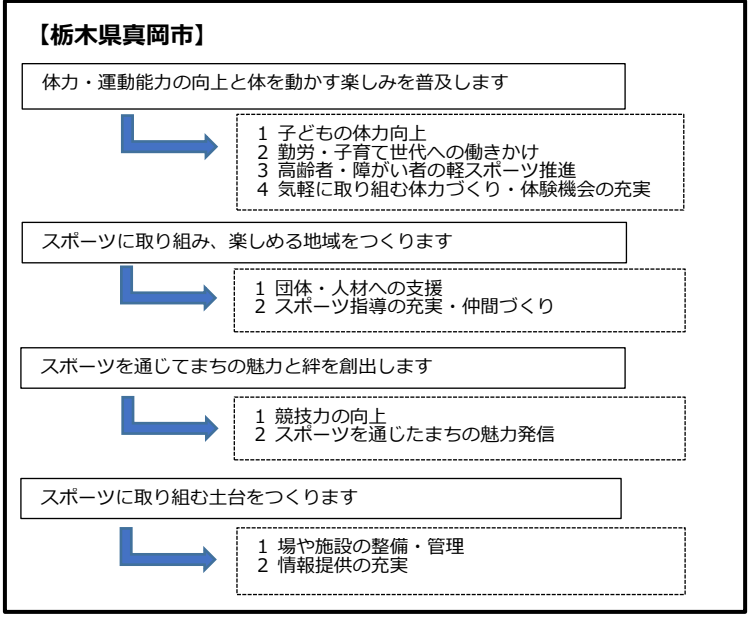 【栃木県真岡市】
体力・運動能力の向上と体を動かす楽しみを普及します
1 子どもの体力向上
2 勤労・子育て世代への働きかけ
3 高齢者・障がい者の軽スポーツ推進
4 気軽に取り組む体力づくり・体験機会の充実
スポーツに取り組み、楽しめる地域をつくります
1 団体・人材への支援
2 スポーツ指導の充実・仲間づくり
スポーツを通じてまちの魅力と絆を創出します
1 競技力の向上
2 スポーツを通じたまちの魅力発信
スポーツに取り組む土台をつくります
1 場や施設の整備・管理
2 情報提供の充実